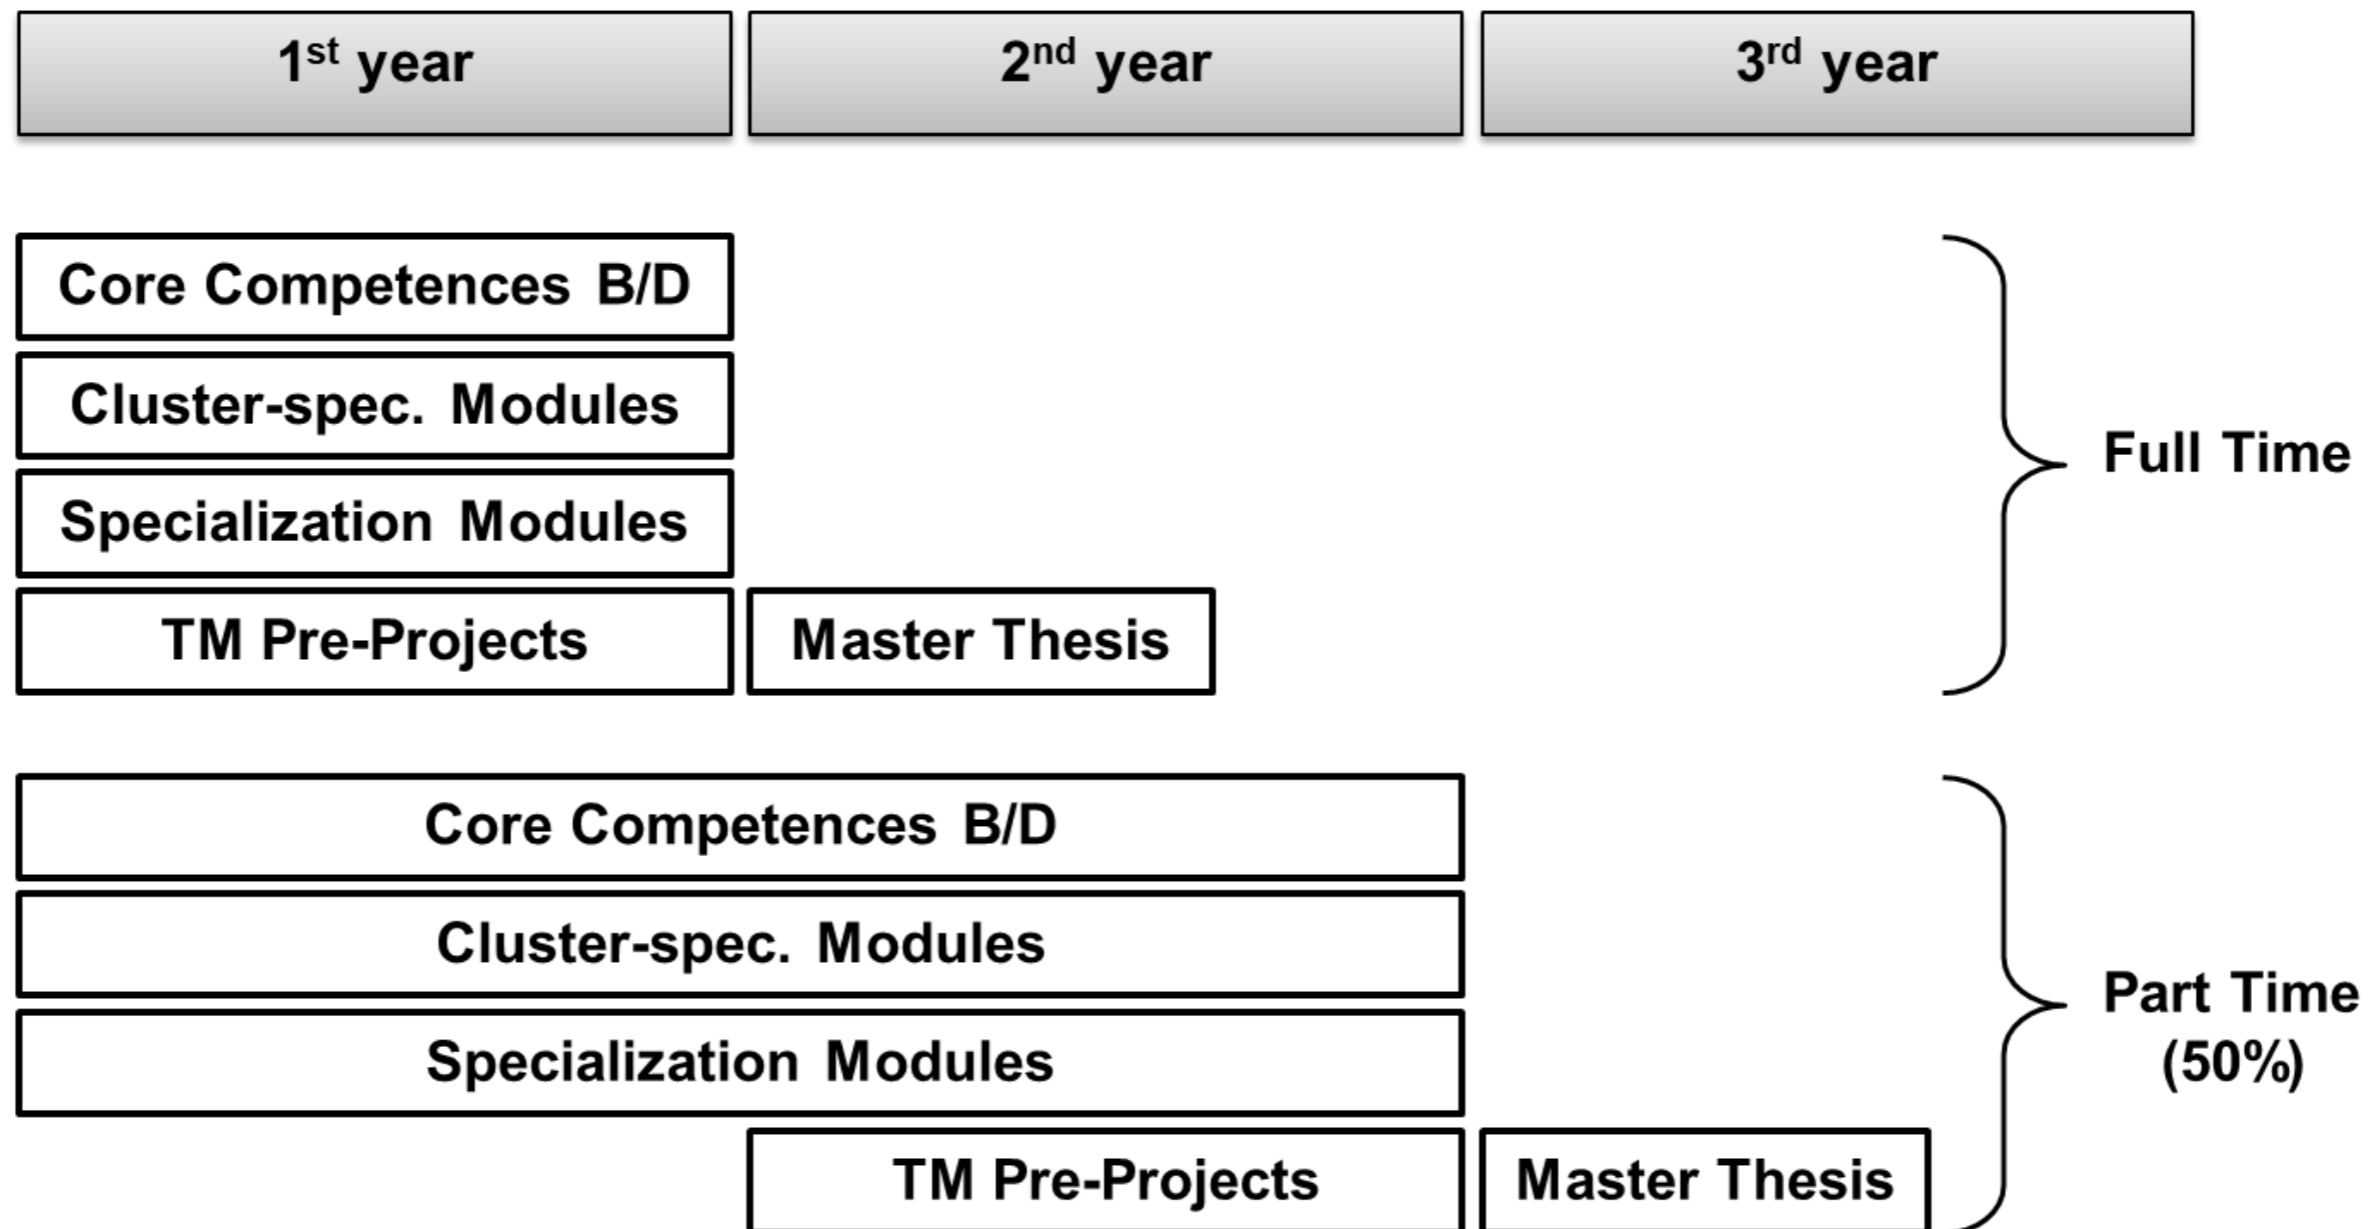 1st year
2nd year
3rd year
Core Competences B/D
Cluster-spec. Modules
Specialization Modules
TM Pre-Projects
Master Thesis
Full Time
Core Competences B/D
Cluster-spec. Modules
Specialization Modules
TM Pre-Projects
Master Thesis
Part Time
(50%)